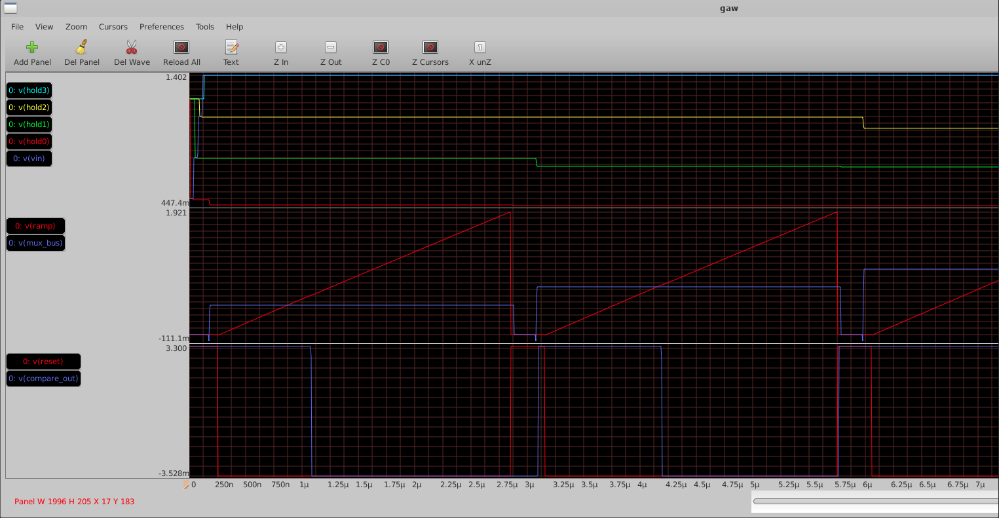 gaw
File View Zoom Cursors Preferences Tools Help
Add Panel Del Panel Del Wave Reload All Text Z In Z Out Z C0 Z Cursors X unZ
1.402
0: v(hold3)
0: v(hold2)
0: v(hold1)
0: v(hold0)
0: v(vin)
447.4m
1.921
0: v(ramp)
0: v(mux_bus)
-111.1m
3.300
0: v(reset)
0: v(compare_out)
-3.528m
0 250n 500n 750n 1µ 1.25µ 1.5µ 1.75µ 2µ 2.25µ 2.5µ 2.75µ 3µ 3.25µ 3.5µ 3.75µ 4µ 4.25µ 4.5µ 4.75µ 5µ 5.25µ 5.5µ 5.75µ 6µ 6.25µ 6.5µ 6.75µ 7µ
Panel W 1996 H 205 X 17 Y 183